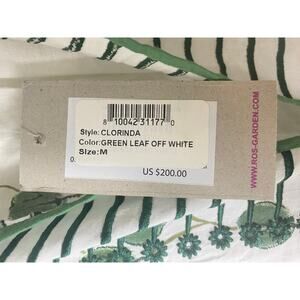 8 10042 31177 0
Style: CLORINDA
Color:GREEN LEAF OFF WHITE
Size:M
US $200.00
WWW.ROS-GARDEN.COM